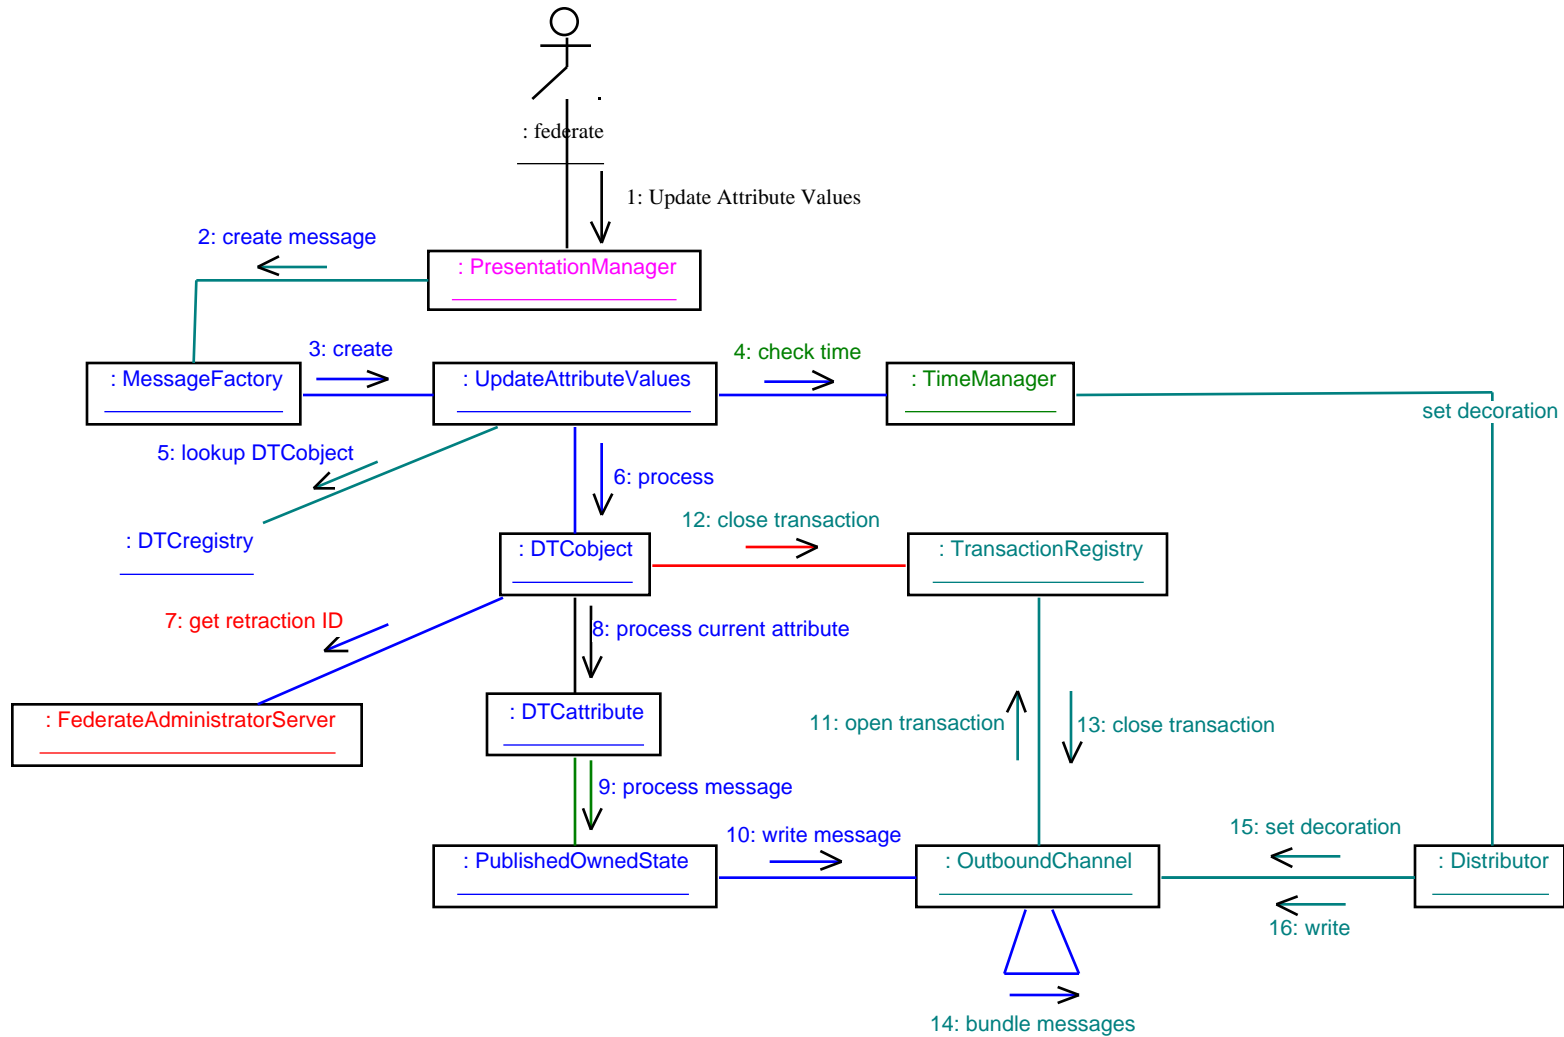 : federate
1: Update Attribute Values
2: create message
: PresentationManager
3: create
4: check time
: MessageFactory
: UpdateAttributeValues
: TimeManager
set decoration
5: lookup DTCobject
6: process
12: close transaction
: DTCregistry
: DTCobject
: TransactionRegistry
7: get retraction ID
8: process current attribute
: FederateAdministratorServer
: DTCattribute
11: open transaction
13: close transaction
9: process message
10: write message
15: set decoration
: PublishedOwnedState
: OutboundChannel
: Distributor
16: write
14: bundle messages